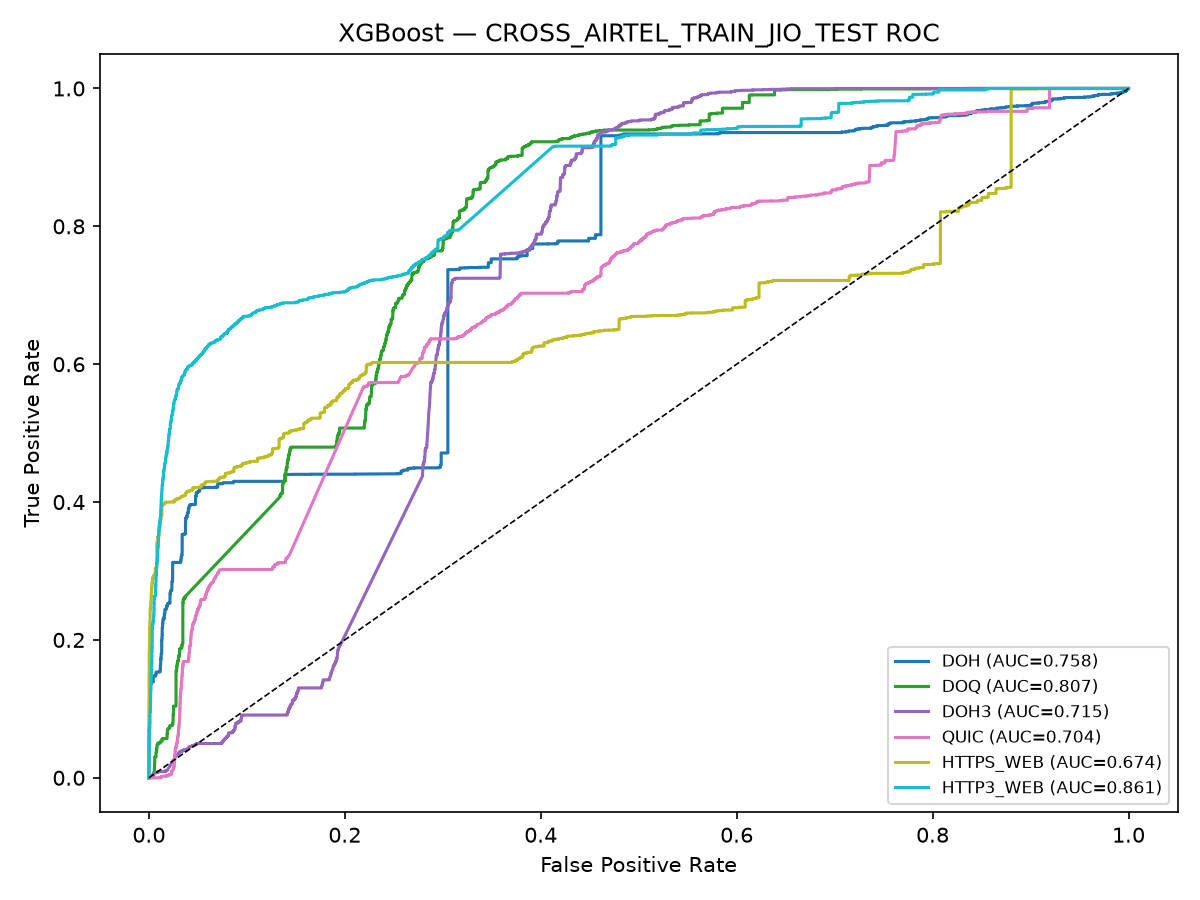 XGBoost — CROSS_AIRTEL_TRAIN_JIO_TEST ROC
True Positive Rate
1.0
0.8
0.6
0.4
0.2
0.0
DOH (AUC=0.758)
DOQ (AUC=0.807)
DOH3 (AUC=0.715)
QUIC (AUC=0.704)
HTTPS_WEB (AUC=0.674)
HTTP3_WEB (AUC=0.861)
0.0 0.2 0.4 0.6 0.8 1.0
False Positive Rate